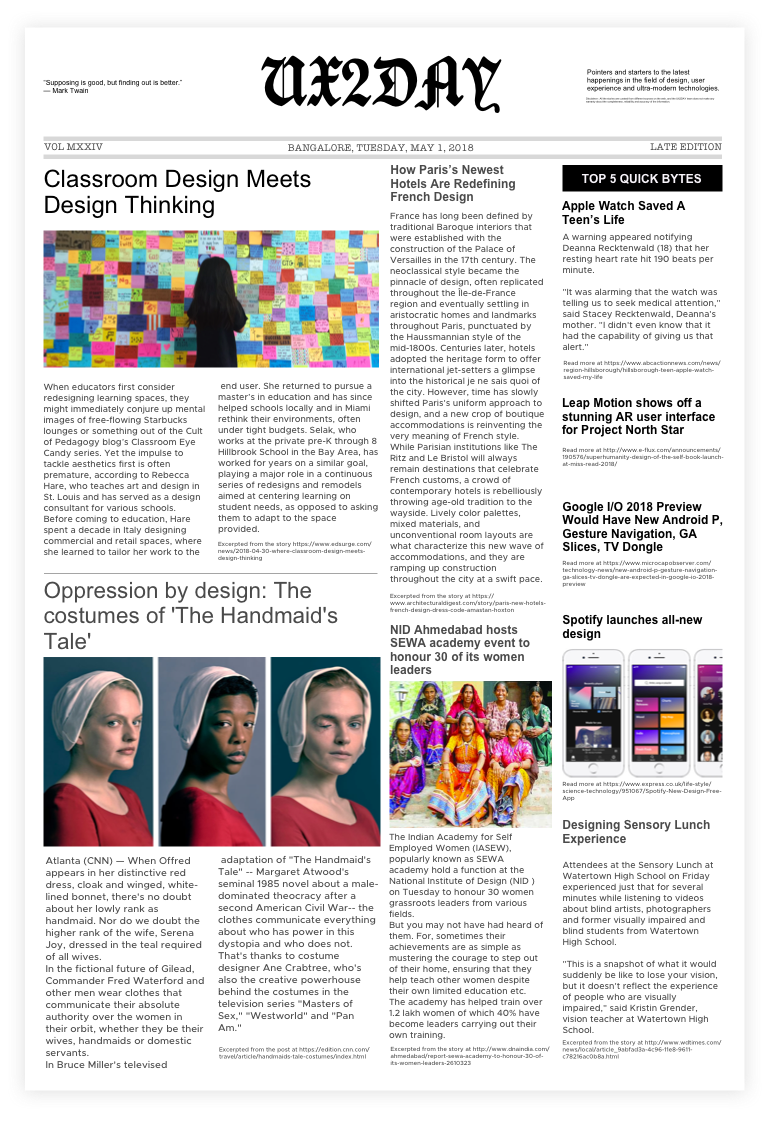 "Supposing is good, but finding out is better."
— Mark Twain
UX2DAY
Pointers and starters to the latest
happenings in the field of design, user
experience and ultra-modern technologies.
VOL MXXIV
BANGALORE, TUESDAY, MAY 1, 2018
LATE EDITION
Classroom Design Meets
Design Thinking
When educators first consider
redesigning learning spaces, they
might immediately conjure up mental
images of free-flowing Starbucks
lounges or something out of the Cult
of Pedagogy blog's Classroom Eye
Candy series. Yet the impulse to
tackle aesthetics first is often
premature, according to Rebecca
Hare, who teaches art and design in
St. Louis and has served as a design
consultant for various schools.
Before coming to education, Hare
spent a decade in Italy designing
commercial and retail spaces, where
she learned to tailor her work to the
end user. She returned to pursue a
master's in education and has since
helped schools locally and in Miami
rethink their environments, often
under tight budgets. Selak, who
works at the private pre-K through 8
Hillbrook School in the Bay Area, has
worked for years on a similar goal,
playing a major role in a continuous
series of redesigns and remodels
aimed at centering learning on
student needs, as opposed to asking
them to adapt to the space
provided.
Excerpted from the story https://www.edsurge.com/
news/2018-04-30-where-classroom-design-meets-
design-thinking
Oppression by design: The
costumes of 'The Handmaid's
Tale'
Atlanta (CNN) — When Offred
appears in her distinctive red
dress, cloak and winged, white-
lined bonnet, there's no doubt
about her lowly rank as
handmaid. Nor do we doubt the
higher rank of the wife, Serena
Joy, dressed in the teal required
of all wives.
In the fictional future of Gilead,
Commander Fred Waterford and
other men wear clothes that
communicate their absolute
authority over the women in
their orbit, whether they be their
wives, handmaids or domestic
servants.
In Bruce Miller's televised
adaptation of "The Handmaid's
Tale" -- Margaret Atwood's
seminal 1985 novel about a male-
dominated theocracy after a
second American Civil War-- the
clothes communicate everything
about who has power in this
dystopia and who does not.
That's thanks to costume
designer Ane Crabtree, who's
also the creative powerhouse
behind the costumes in the
television series "Masters of
Sex," "Westworld" and "Pan
Am."
Excerpted from the post at https://edition.cnn.com/
travel/article/handmaids-tale-costumes/index.html
How Paris's Newest
Hotels Are Redefining
French Design
France has long been defined by
traditional Baroque interiors that
were established with the
construction of the Palace of
Versailles in the 17th century. The
neoclassical style became the
pinnacle of design, often replicated
throughout the Île-de-France
region and eventually settling in
aristocratic homes and landmarks
throughout Paris, punctuated by
the Haussmannian style of the
mid-1800s. Centuries later, hotels
adopted the heritage form to offer
international jet-setters a glimpse
into the historical je ne sais quoi of
the city. However, time has slowly
shifted Paris's uniform approach to
design, and a new crop of boutique
accommodations is reinventing the
very meaning of French style.
While Parisian institutions like The
Ritz and Le Bristol will always
remain destinations that celebrate
French customs, a crowd of
contemporary hotels is rebelliously
throwing age-old tradition to the
wayside. Lively color palettes,
mixed materials, and
unconventional room layouts are
what characterize this new wave of
accommodations, and they are
ramping up construction
throughout the city at a swift pace.
Excerpted from the story at https://
www.architecturaldigest.com/story/paris-new-hotels-
french-design-dress-code-amastan-hoxton
NID Ahmedabad hosts
SEWA academy event to
honour 30 of its women
leaders
The Indian Academy for Self
Employed Women (IASEW),
popularly known as SEWA
academy hold a function at the
National Institute of Design (NID )
on Tuesday to honour 30 women
grassroots leaders from various
fields.
But you may not have had heard of
them. For, sometimes their
achievements are as simple as
mustering the courage to step out
of their home, ensuring that they
help teach other women despite
their own limited education etc.
The academy has helped train over
1.2 lakh women of which 40% have
become leaders carrying out their
own training.
Excerpted from the story at http://www.dnaindia.com/
ahmedabad/report-sewa-academy-to-honour-30-of-
its-women-leaders-2610323
TOP 5 QUICK BYTES
Apple Watch Saved A
Teen's Life
A warning appeared notifying
Deanna Recktenwald (18) that her
resting heart rate hit 190 beats per
minute.
"It was alarming that the watch was
telling us to seek medical attention,"
said Stacey Recktenwald, Deanna's
mother. "I didn't even know that it
had the capability of giving us that
alert."
Read more at https://www.abcactionnews.com/news/
region-hillsborough/hillsborough-teen-apple-watch-
saved-my-life
Leap Motion shows off a
stunning AR user interface
for Project North Star
Read more at http://www.e-flux.com/announcements/
190576/superhumanity-design-of-the-self-book-launch-
at-miss-read-2018/
Google I/O 2018 Preview
Would Have New Android P,
Gesture Navigation, GA
Slices, TV Dongle
Read more at https://www.microcapobserver.com/
technology-news/new-android-p-gesture-navigation-
ga-slices-tv-dongle-are-expected-in-google-io-2018-
preview
Spotify launches all-new
design
Read more at https://www.express.co.uk/life-style/
science-technology/951067/Spotify-New-Design-Free-
App
Designing Sensory Lunch
Experience
Attendees at the Sensory Lunch at
Watertown High School on Friday
experienced just that for several
minutes while listening to videos
about blind artists, photographers
and former visually impaired and
blind students from Watertown
High School.
"This is a snapshot of what it would
suddenly be like to lose your vision,
but it doesn't reflect the experience
of people who are visually
impaired," said Kristin Grender,
vision teacher at Watertown High
School.
Excerpted from the story at http://www.wdtimes.com/
news/local/article_9abfad3a-4c96-11e8-9611-
c78216ac0b8a.html